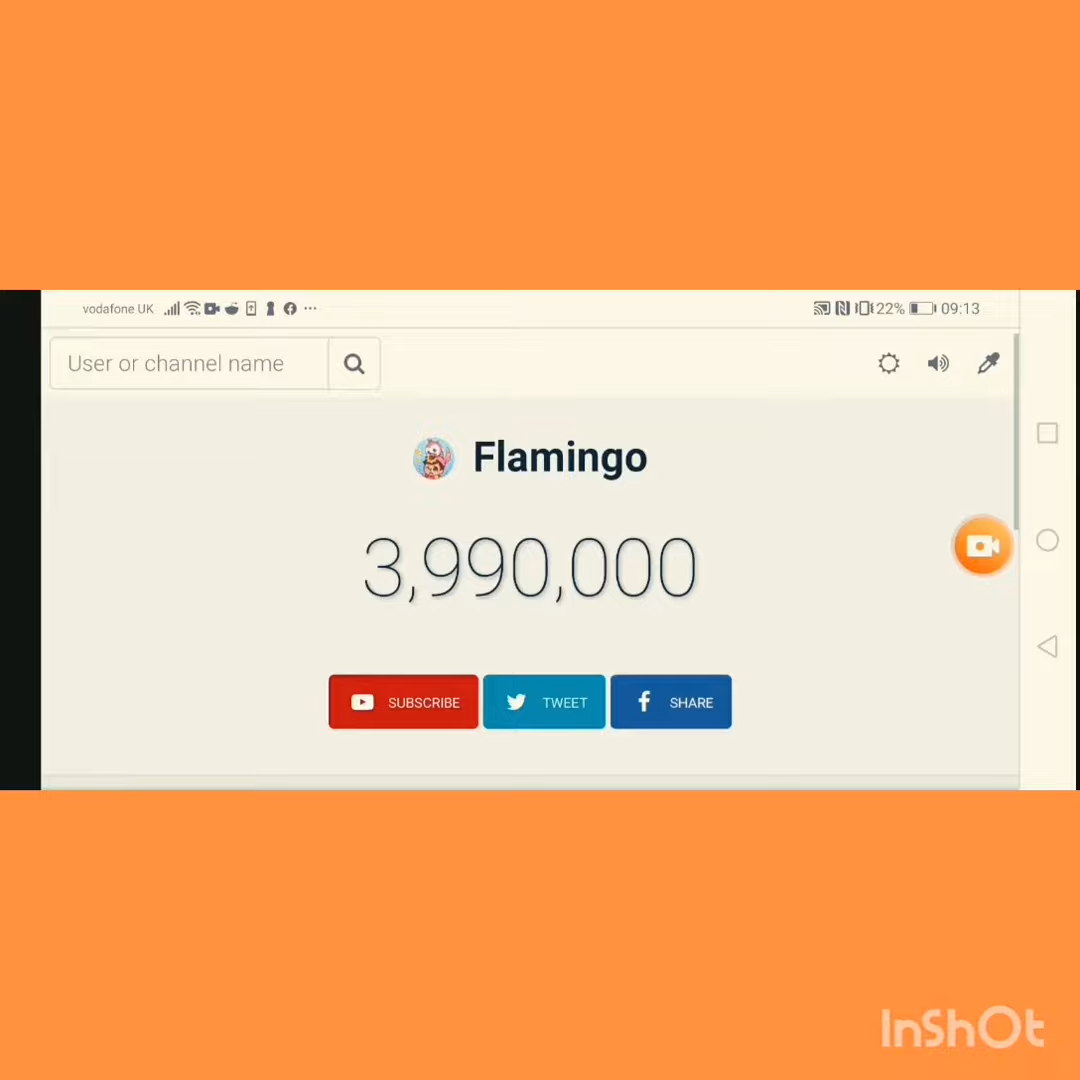 vodafone UK
22% 09:13
User or channel name
Flamingo
3,990,000
SUBSCRIBE TWEET SHARE
InShOt